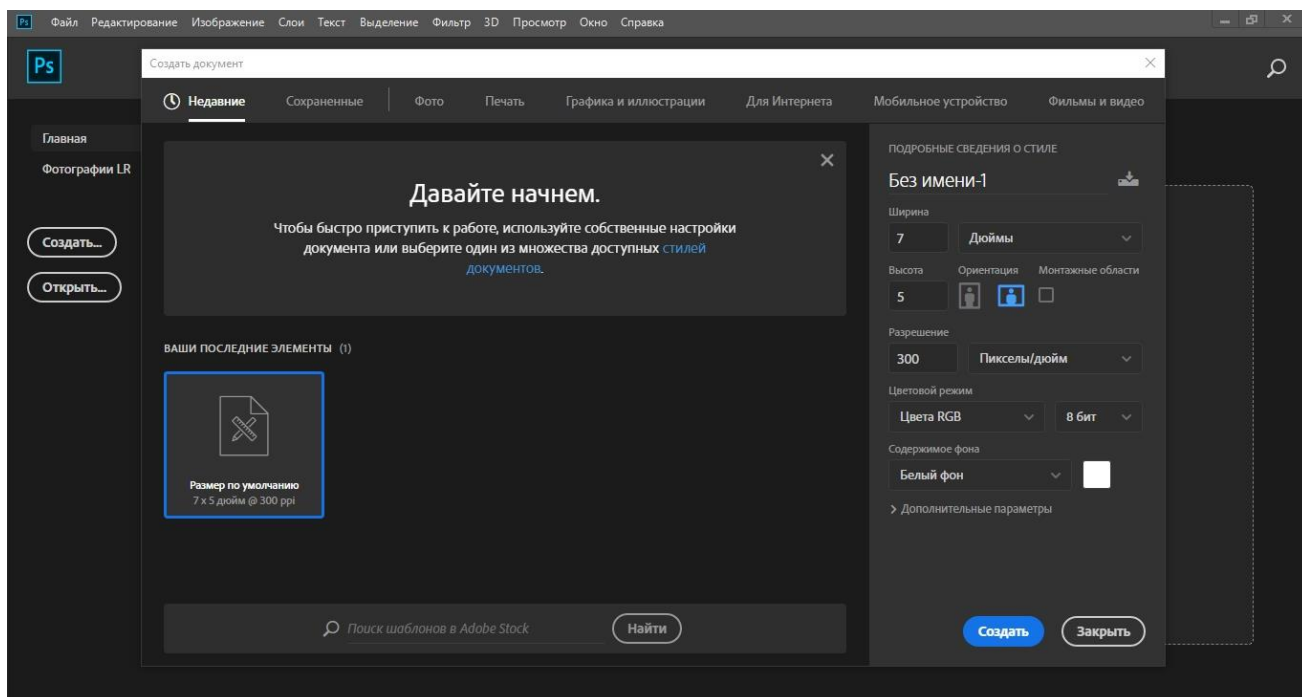 Ps Файл Редактирование Изображение Слои Текст Выделение Фильтр 3D Просмотр Окно Справка
Ps
Создать документ
Недавние Сохраненные Фото Печать Графика и иллюстрации Для Интернета Мобильное устройство Фильмы и видео
Главная
Фотографии LR
Создать...
Открыть...
Давайте начнем.
Чтобы быстро приступить к работе, используйте собственные настройки
документа или выберите один из множества доступных стилей
документов.
ВАШИ ПОСЛЕДНИЕ ЭЛЕМЕНТЫ (1)
Размер по умолчанию
7 x 5 дюйм @ 300 ppi
Поиск шаблонов в Adobe Stock Найти
ПОДРОБНЫЕ СВЕДЕНИЯ О СТИЛЕ
Без имени-1
Ширина
7 Дюймы
Высота Ориентация Монтажные области
5
Разрешение
300 Пикселы/дюйм
Цветовой режим
Цвета RGB 8 бит
Содержимое фона
Белый фон
Дополнительные параметры
Создать Закрыть